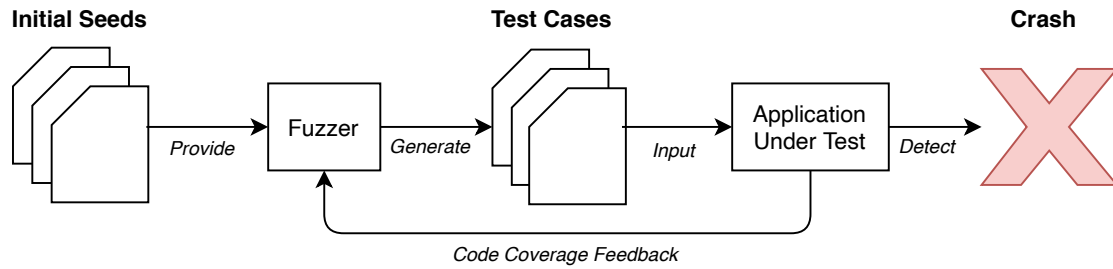 Initial Seeds
Test Cases
Crash
Fuzzer
Application
Under Test
Provide
Generate
Input
Detect
Code Coverage Feedback